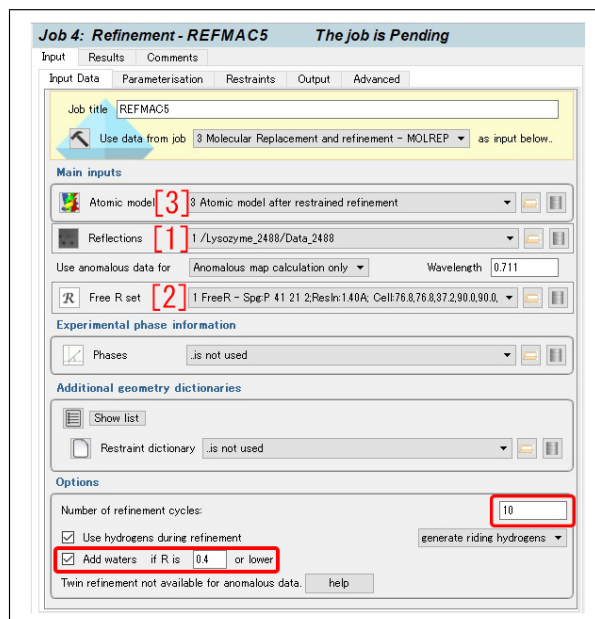 Job 4: Refinement - REFMAC5 The job is Pending
Input Results Comments
Input Data Parameterisation Restraints Output Advanced
Job title REFMAC5
Use data from job 3 Molecular Replacement and refinement - MOLREP as input below..
Main inputs
Atomic model [3] 3 Atomic model after restrained refinement
Reflections [1] 1 /Lysozyme_2488/Data_2488
Use anomalous data for Anomalous map calculation only Wavelength 0.711
R Free R set [2] 1 FreeR - Spg:P 41 21 2;Resln:1.40A; Cell:76.8,76.8,37.2,90.0,90.0,
Experimental phase information
Phases ..is not used
Additional geometry dictionaries
Show list
Restraint dictionary ..is not used
Options
Number of refinement cycles: 10
Use hydrogens during refinement generate riding hydrogens
Add waters if R is 0.4 or lower
Twin refinement not available for anomalous data. help